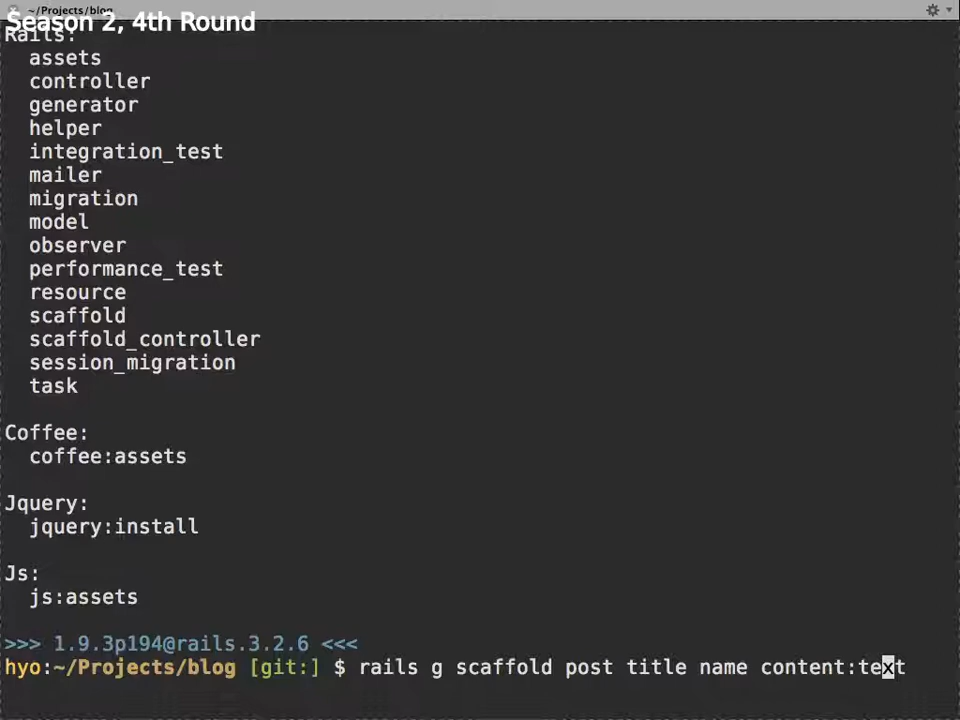 ~/Projects/blog
Season 2, 4th Round
Rails:
assets
controller
generator
helper
integration_test
mailer
migration
model
observer
performance_test
resource
scaffold
scaffold_controller
session_migration
task
Coffee:
coffee:assets
Jquery:
jquery:install
Js:
js:assets
>>> 1.9.3p194@rails.3.2.6 <<<
hyo:~/Projects/blog [git:] $ rails g scaffold post title name content:text